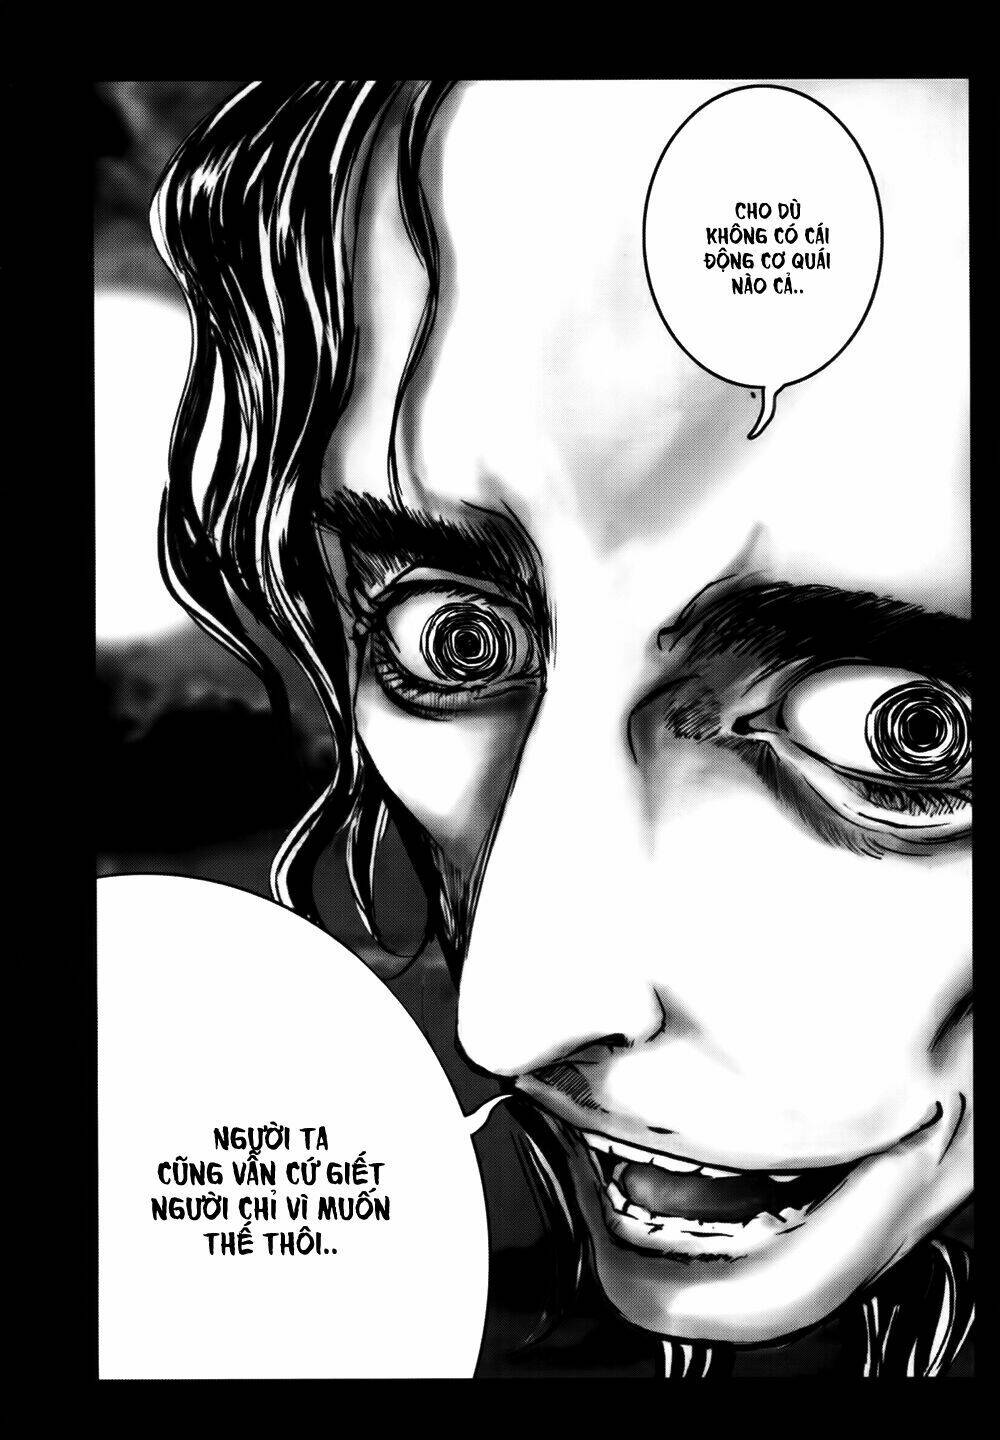 CHO DÙ
KHÔNG CÓ CÁI
ĐỘNG CƠ QUÁI
NÀO CẢ..
NGƯỜI TA
CŨNG VẪN CỨ GIẾT
NGƯỜI CHỈ VÌ MUỐN
THẾ THÔI..